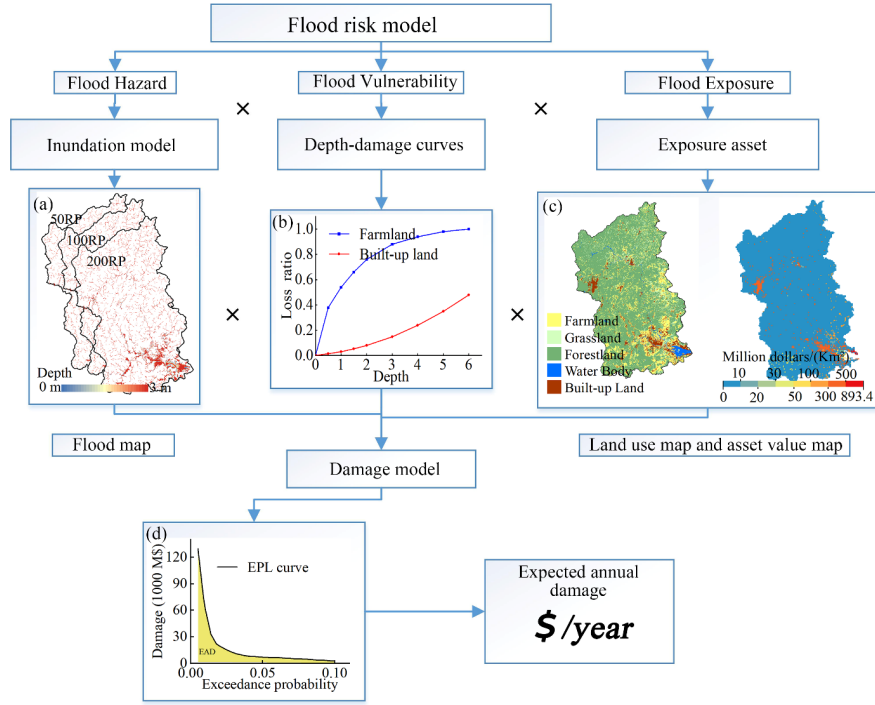 Flood risk model
Flood Hazard
Flood Vulnerability
Flood Exposure
×
×
Inundation model
Depth-damage curves
Exposure asset
(a)
50RP
100RP
200RP
Depth
0 m
3 m
×
(b)
1.0
0.8
0.6
0.4
0.2
0.0
Loss ratio
Farmland
Built-up land
0 1 2 3 4 5 6
Depth
×
(c)
Farmland
Grassland
Forestland
Water Body
Built-up Land
Million dollars/(Km²)
10 30 100 500
0 20 50 300 893.4
Flood map
Land use map and asset value map
Damage model
(d)
120
90
60
30
0
Damage (1000 M$)
EPL curve
EAD
0.00 0.05 0.10
Exceedance probability
Expected annual
damage
$/year